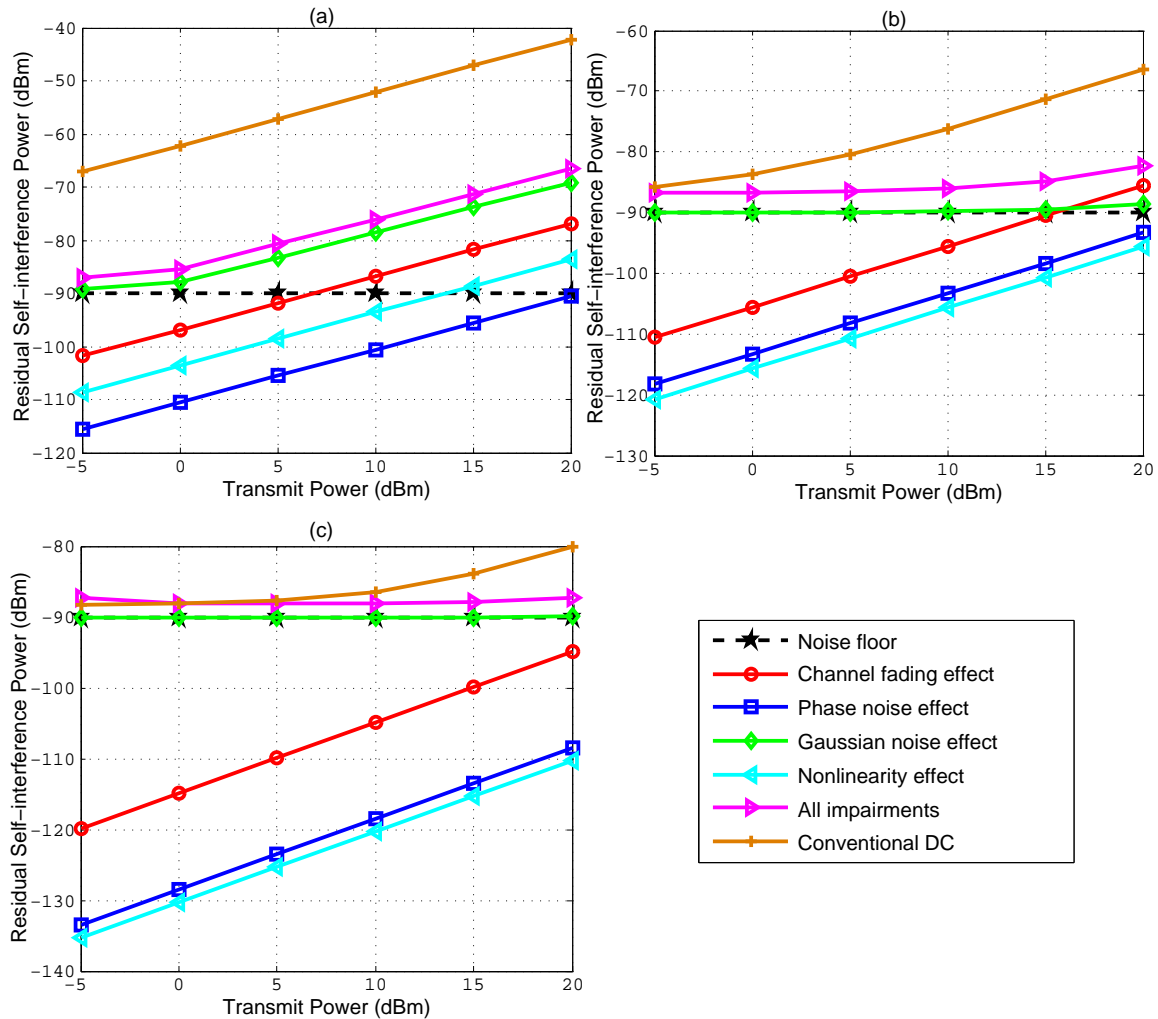 (a)
Residual Self-interference Power (dBm)
-40
-50
-60
-70
-80
-90
-100
-110
-120
-5 0 5 10 15 20
Transmit Power (dBm)
(b)
Residual Self-interference Power (dBm)
-60
-70
-80
-90
-100
-110
-120
-130
-5 0 5 10 15 20
Transmit Power (dBm)
(c)
Residual Self-interference Power (dBm)
-80
-90
-100
-110
-120
-130
-140
-5 0 5 10 15 20
Transmit Power (dBm)
Noise floor
Channel fading effect
Phase noise effect
Gaussian noise effect
Nonlinearity effect
All impairments
Conventional DC